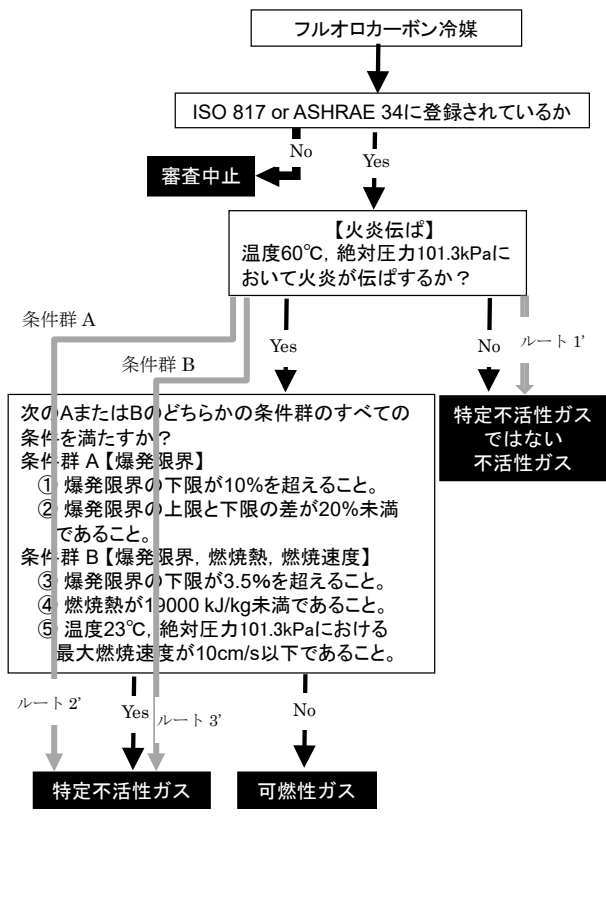 フルオロカーボン冷媒
ISO 817 or ASHRAE 34に登録されているか
No
Yes
審査中止
【火炎伝ぱ】
温度60℃, 絶対圧力101.3kPaに
おいて火炎が伝ぱするか？
条件群 A
条件群 B
Yes
No
ルート 1’
次のAまたはBのどちらかの条件群のすべての
条件を満たすか？
条件群 A【爆発限界】
① 爆発限界の下限が10%を超えること。
② 爆発限界の上限と下限の差が20%未満
であること。
条件群 B【爆発限界, 燃焼熱, 燃焼速度】
③ 爆発限界の下限が3.5%を超えること。
④ 燃焼熱が19000 kJ/kg未満であること。
⑤ 温度23℃, 絶対圧力101.3kPaにおける
最大燃焼速度が10cm/s以下であること。
特定不活性ガス
ではない
不活性ガス
ルート 2’
Yes
ルート 3’
No
特定不活性ガス
可燃性ガス